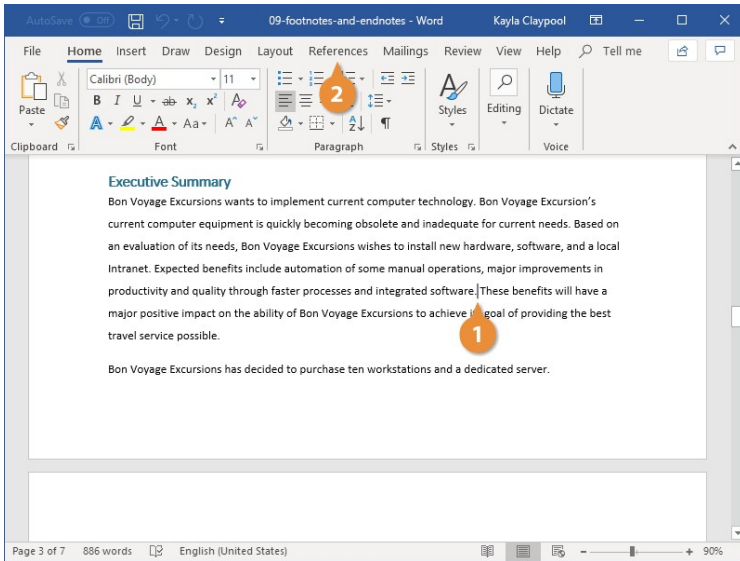 AutoSave Off 09-footnotes-and-endnotes - Word Kayla Claypool
File Home Insert Draw Design Layout References Mailings Review View Help Tell me
Calibri (Body) 11
Paste B I U ab x₂ x² A Styles Editing Dictate
A A Aa A A
2
Clipboard Font Paragraph Styles Voice
Executive Summary
Bon Voyage Excursions wants to implement current computer technology. Bon Voyage Excursion's
current computer equipment is quickly becoming obsolete and inadequate for current needs. Based on
an evaluation of its needs, Bon Voyage Excursions wishes to install new hardware, software, and a local
Intranet. Expected benefits include automation of some manual operations, major improvements in
productivity and quality through faster processes and integrated software. These benefits will have a
major positive impact on the ability of Bon Voyage Excursions to achieve goal of providing the best
1
travel service possible.
Bon Voyage Excursions has decided to purchase ten workstations and a dedicated server.
Page 3 of 7 886 words English (United States) 90%